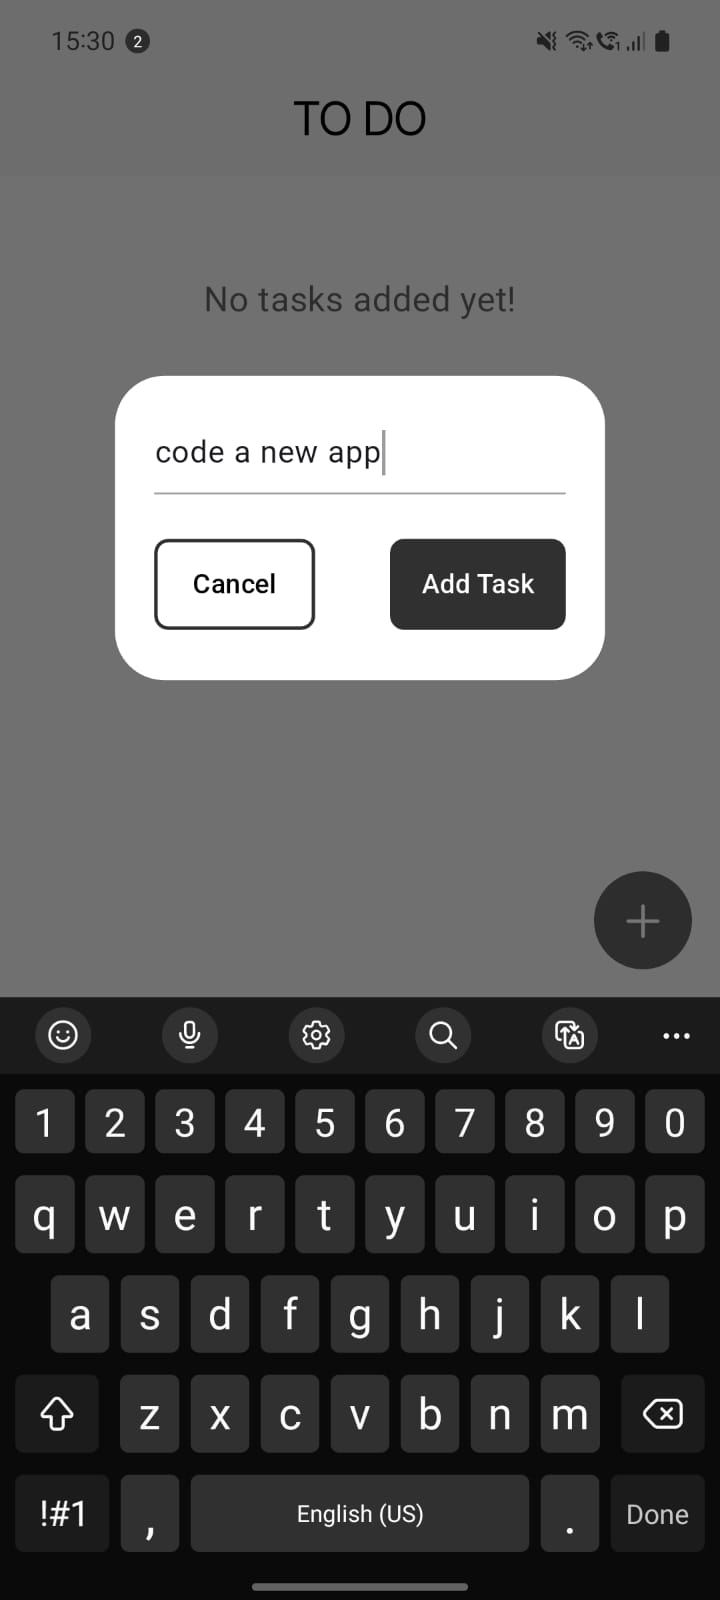 15:30 2
TO DO
No tasks added yet!
code a new app
Cancel Add Task
1 2 3 4 5 6 7 8 9 0
q w e r t y u i o p
a s d f g h j k l
z x c v b n m
!#1 , English (US) . Done